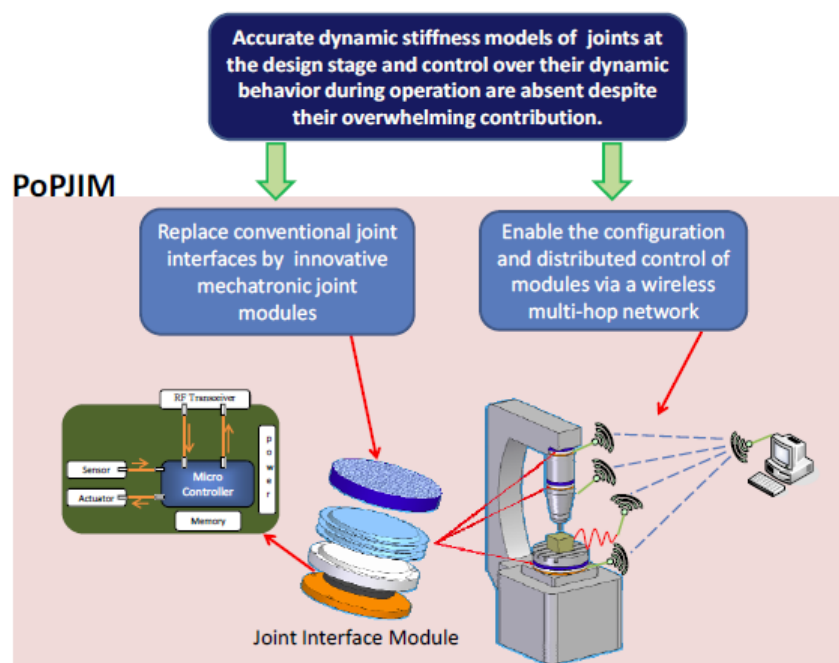 Accurate dynamic stiffness models of joints at
the design stage and control over their dynamic
behavior during operation are absent despite
their overwhelming contribution.
PoPJIM
Replace conventional joint
interfaces by innovative
mechatronic joint
modules
Enable the configuration
and distributed control of
modules via a wireless
multi-hop network
RF Transceiver
Sensor
Actuator
Micro
Controller
Memory
power
Joint Interface Module